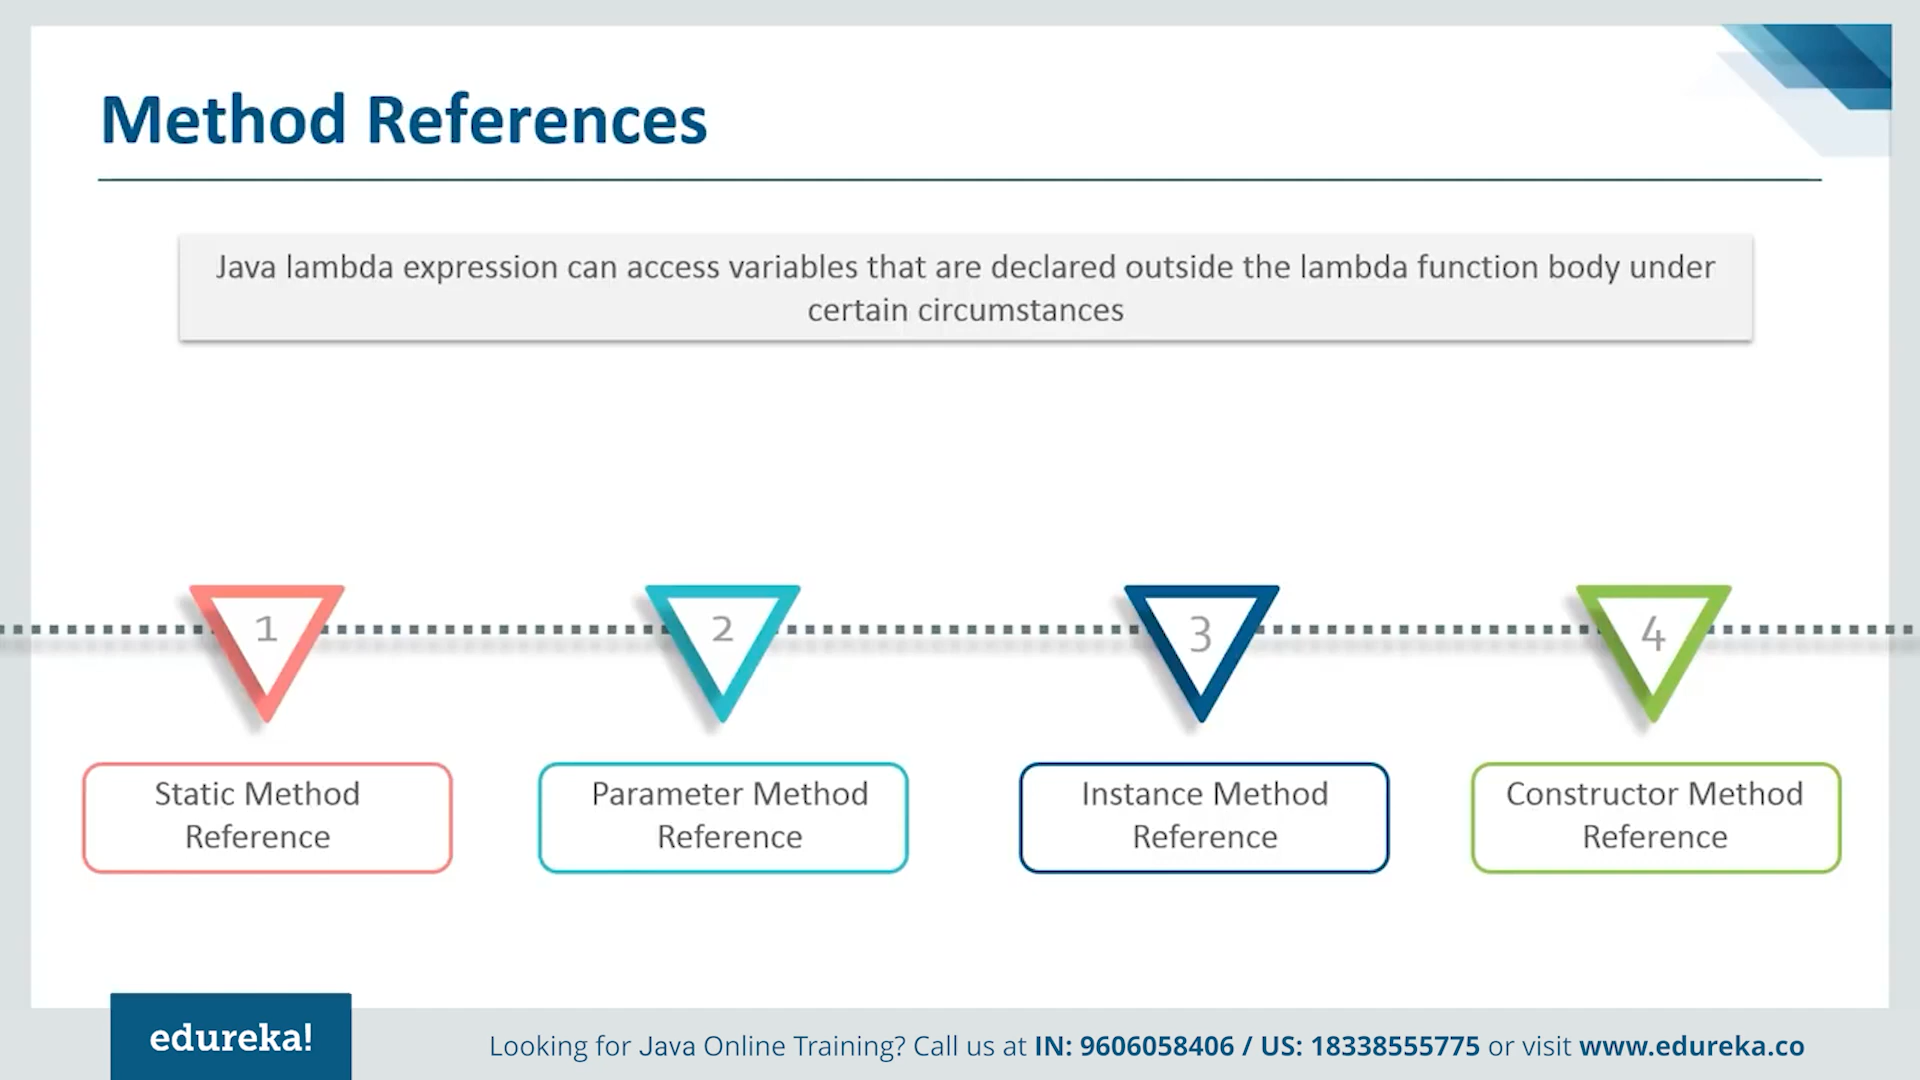 Method References
Java lambda expression can access variables that are declared outside the lambda function body under
certain circumstances
1
2
3
4
Static Method
Reference
Parameter Method
Reference
Instance Method
Reference
Constructor Method
Reference
edureka!
Looking for Java Online Training? Call us at IN: 9606058406 / US: 18338555775 or visit www.edureka.co